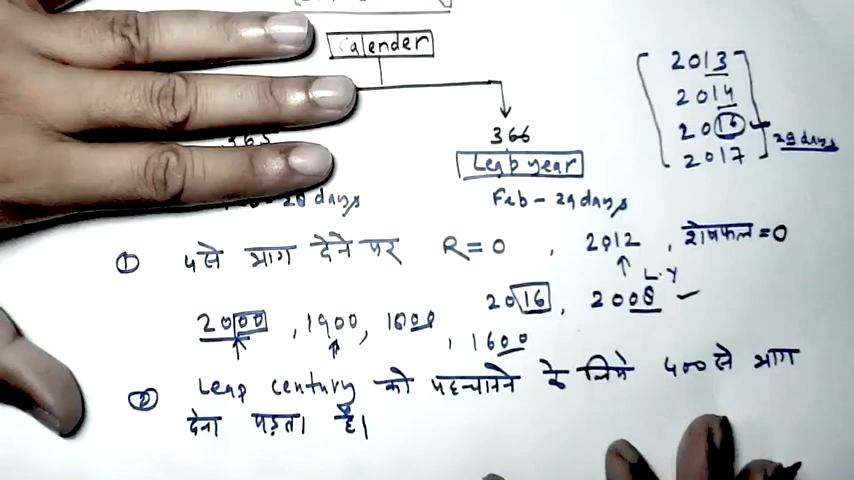 Calender
2013
2014
2016 29 days
2017
365
366
Leap year
28 days
Feb - 29 days
① 4 से भाग देने पर R = 0 , 2012 , शेषफल = 0
L.Y
2016 , 2008
2000 , 1900, 1800 , 1600
② Leap century को पहचानने के लिये 400 से भाग
देना पड़ता है।